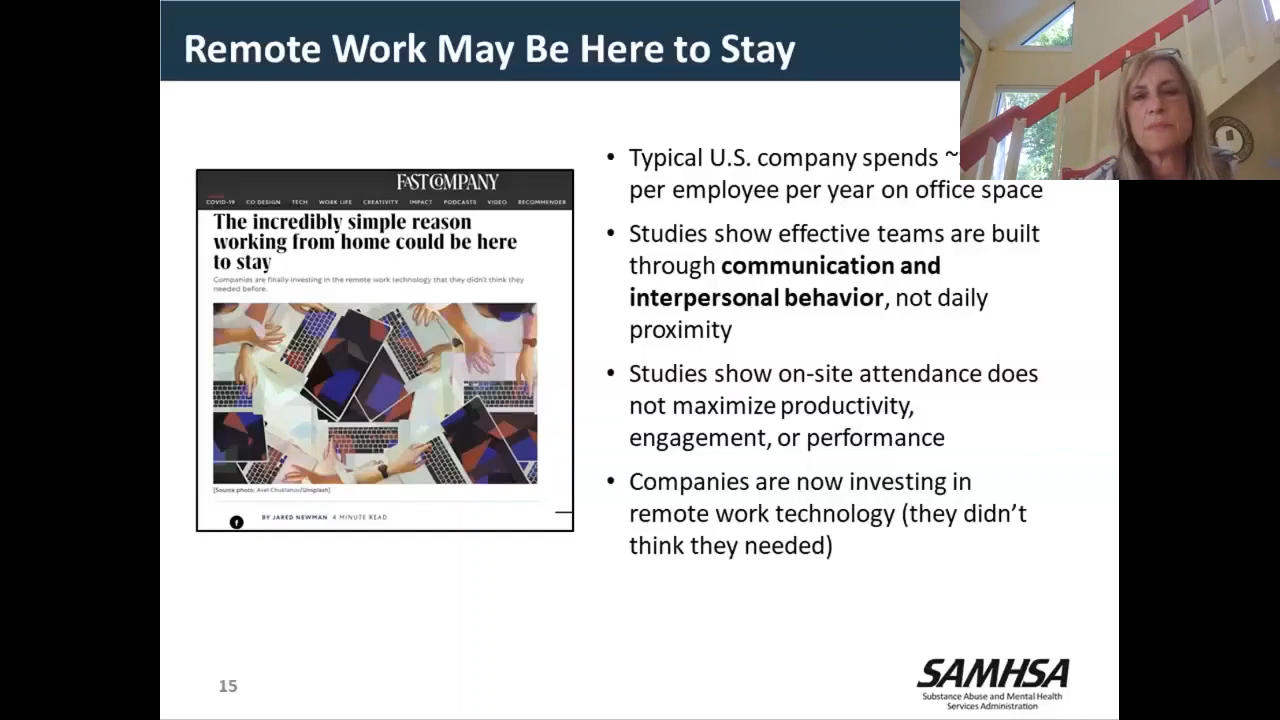 Remote Work May Be Here to Stay
FAST COMPANY
COVID-19 CO DESIGN TECH WORK LIFE CREATIVITY IMPACT PODCASTS VIDEO RECOMMENDER
The incredibly simple reason
working from home could be here
to stay
Companies are finally investing in the remote work technology that they didn't think they
needed before.
[Source photo: Avel Chuklanov/Unsplash]
f
BY JARED NEWMAN 4 MINUTE READ
• Typical U.S. company spends ~
per employee per year on office space
• Studies show effective teams are built
through communication and
interpersonal behavior, not daily
proximity
• Studies show on-site attendance does
not maximize productivity,
engagement, or performance
• Companies are now investing in
remote work technology (they didn’t
think they needed)
15
SAMHSA
Substance Abuse and Mental Health
Services Administration